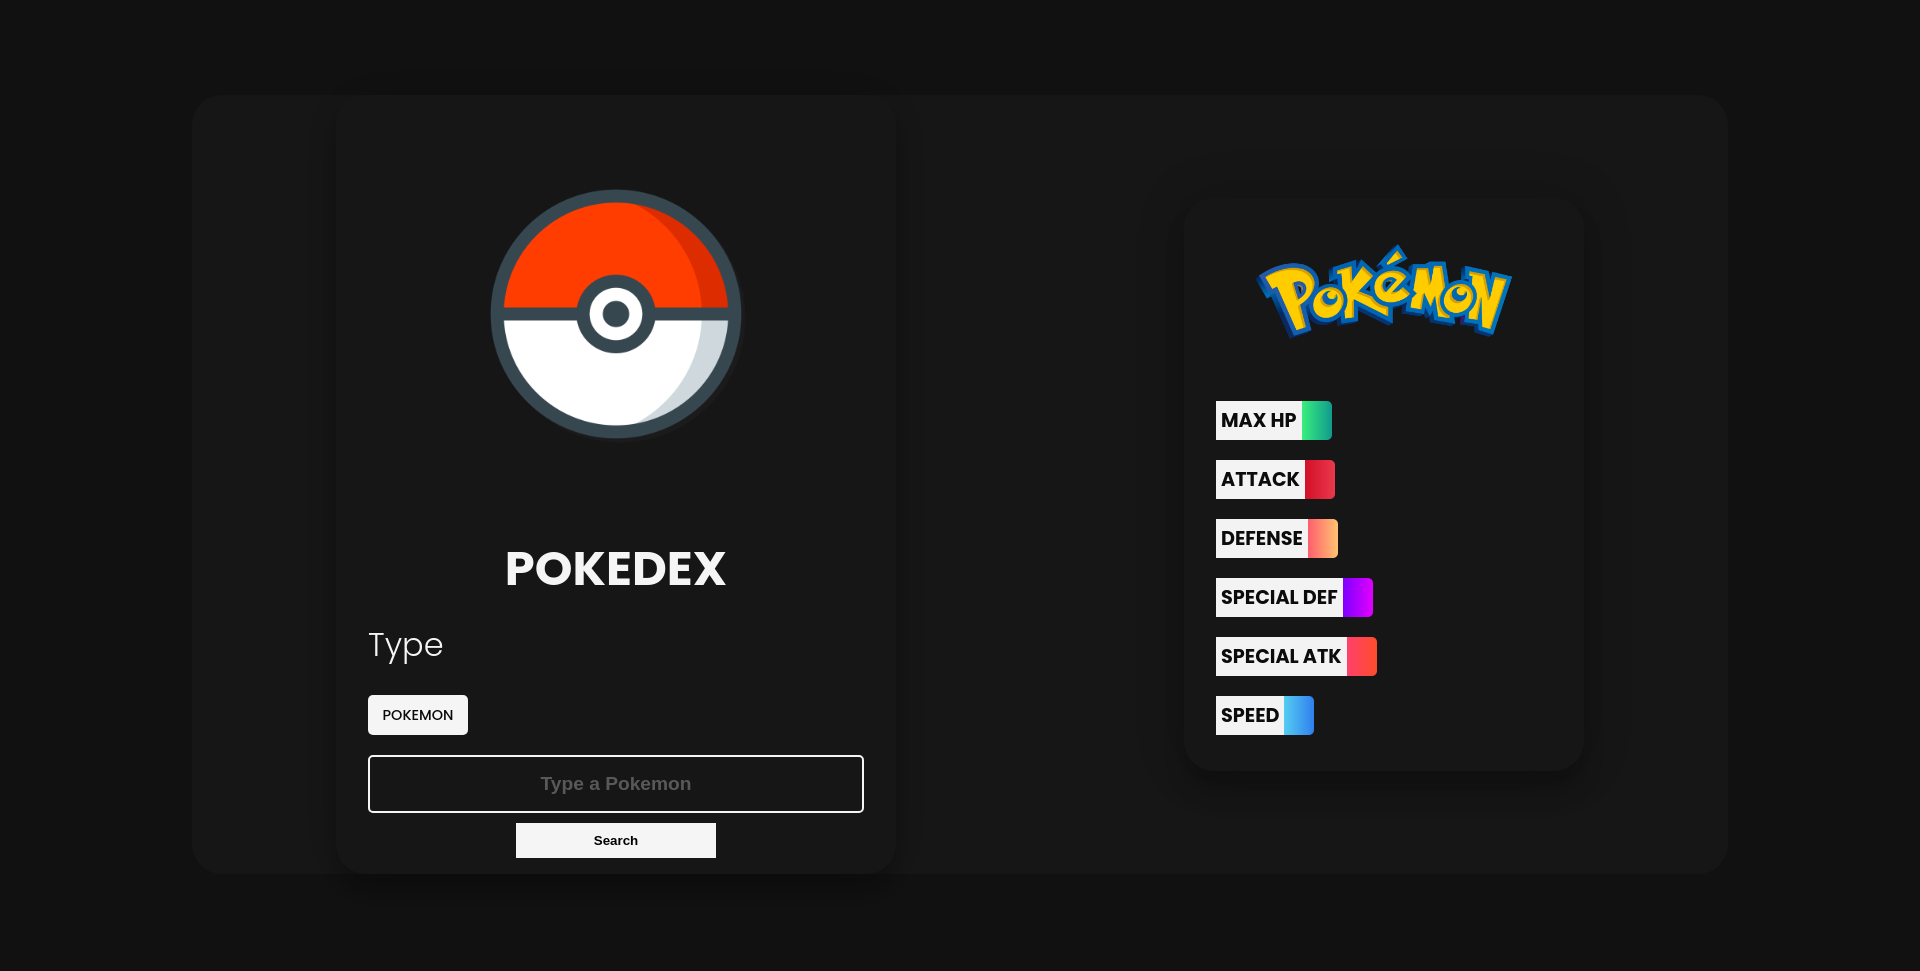 POKEDEX
Type
POKEMON
Type a Pokemon
Search
Pokémon
MAX HP
ATTACK
DEFENSE
SPECIAL DEF
SPECIAL ATK
SPEED